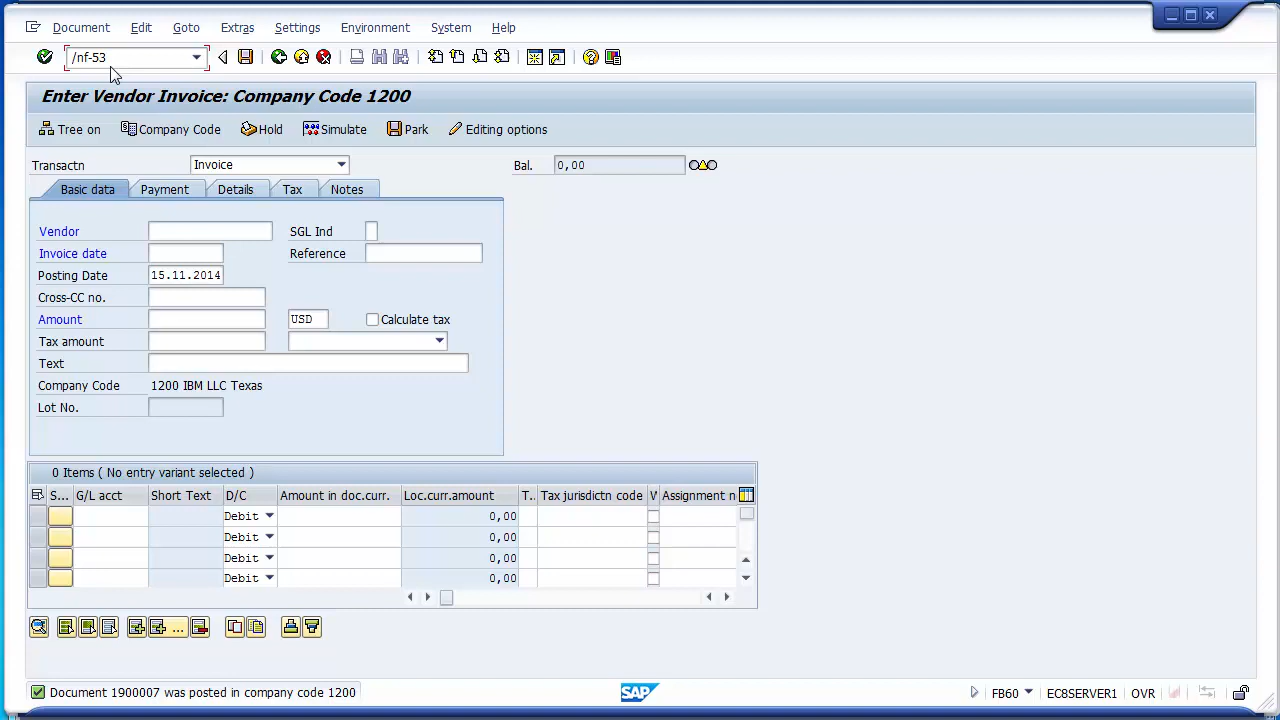 Document Edit Goto Extras Settings Environment System Help
/nf-53
Enter Vendor Invoice: Company Code 1200
Tree on Company Code Hold Simulate Park Editing options
Transactn Invoice Bal. 0,00
Basic data Payment Details Tax Notes
Vendor SGL Ind
Invoice date Reference
Posting Date 15.11.2014
Cross-CC no.
Amount USD Calculate tax
Tax amount
Text
Company Code 1200 IBM LLC Texas
Lot No.
0 Items ( No entry variant selected )
S... G/L acct Short Text D/C Amount in doc.curr. Loc.curr.amount T.. Tax jurisdictn code W Assignment n
Debit 0,00
Debit 0,00
Debit 0,00
Debit 0,00
...
Document 1900007 was posted in company code 1200 SAP FB60 EC8SERVER1 OVR